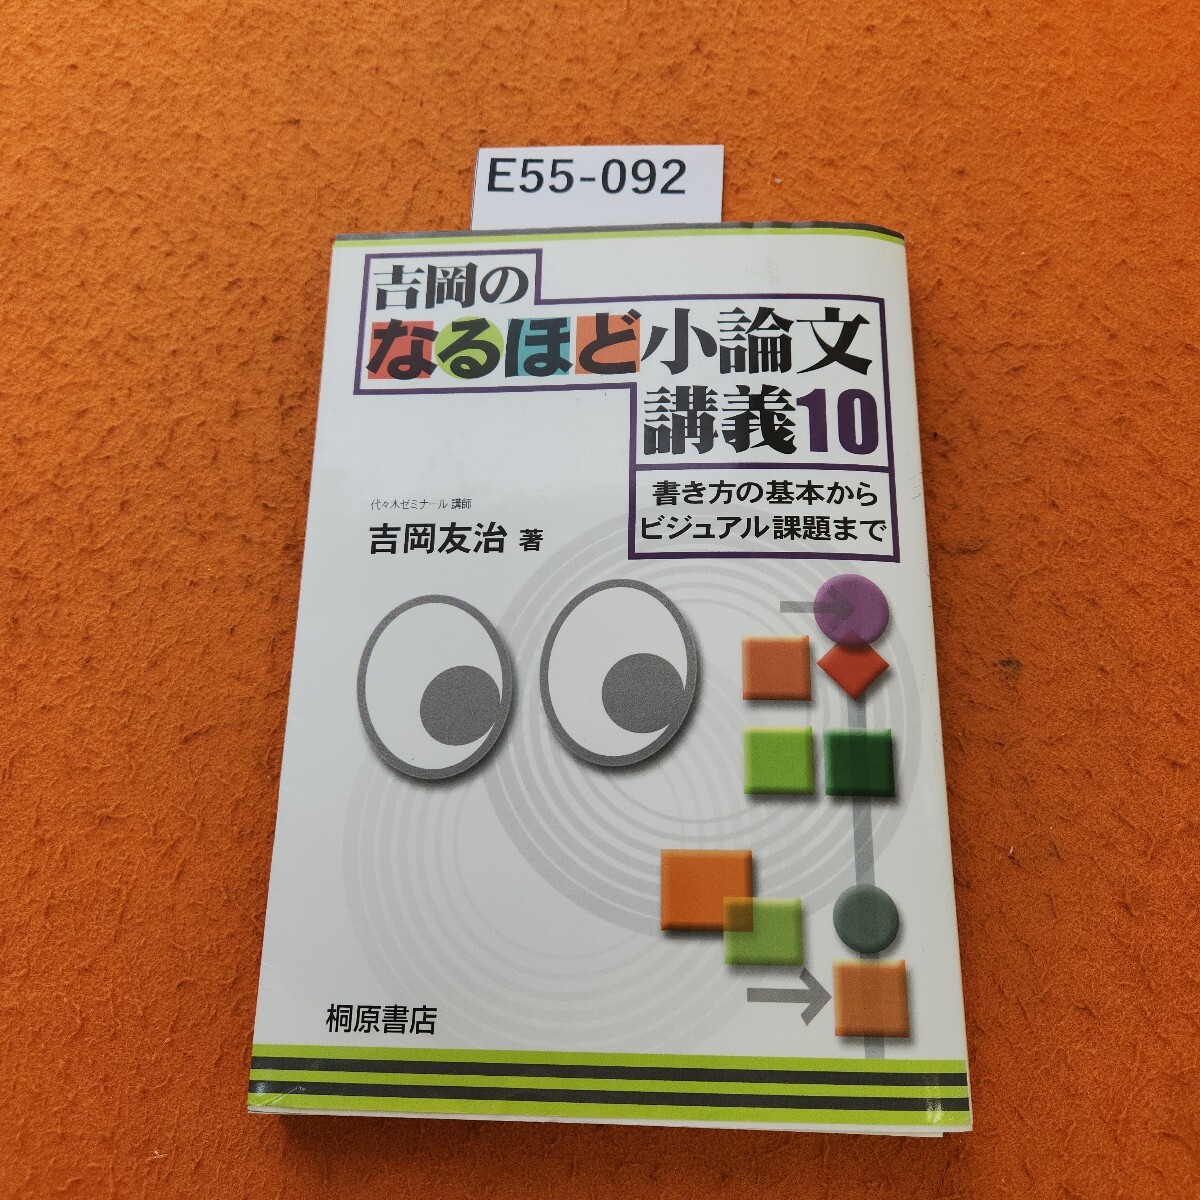 E55-092
吉岡の
なるほど小論文
講義10
書き方の基本から
ビジュアル課題まで
代々木ゼミナール 講師
吉岡友治 著
桐原書店